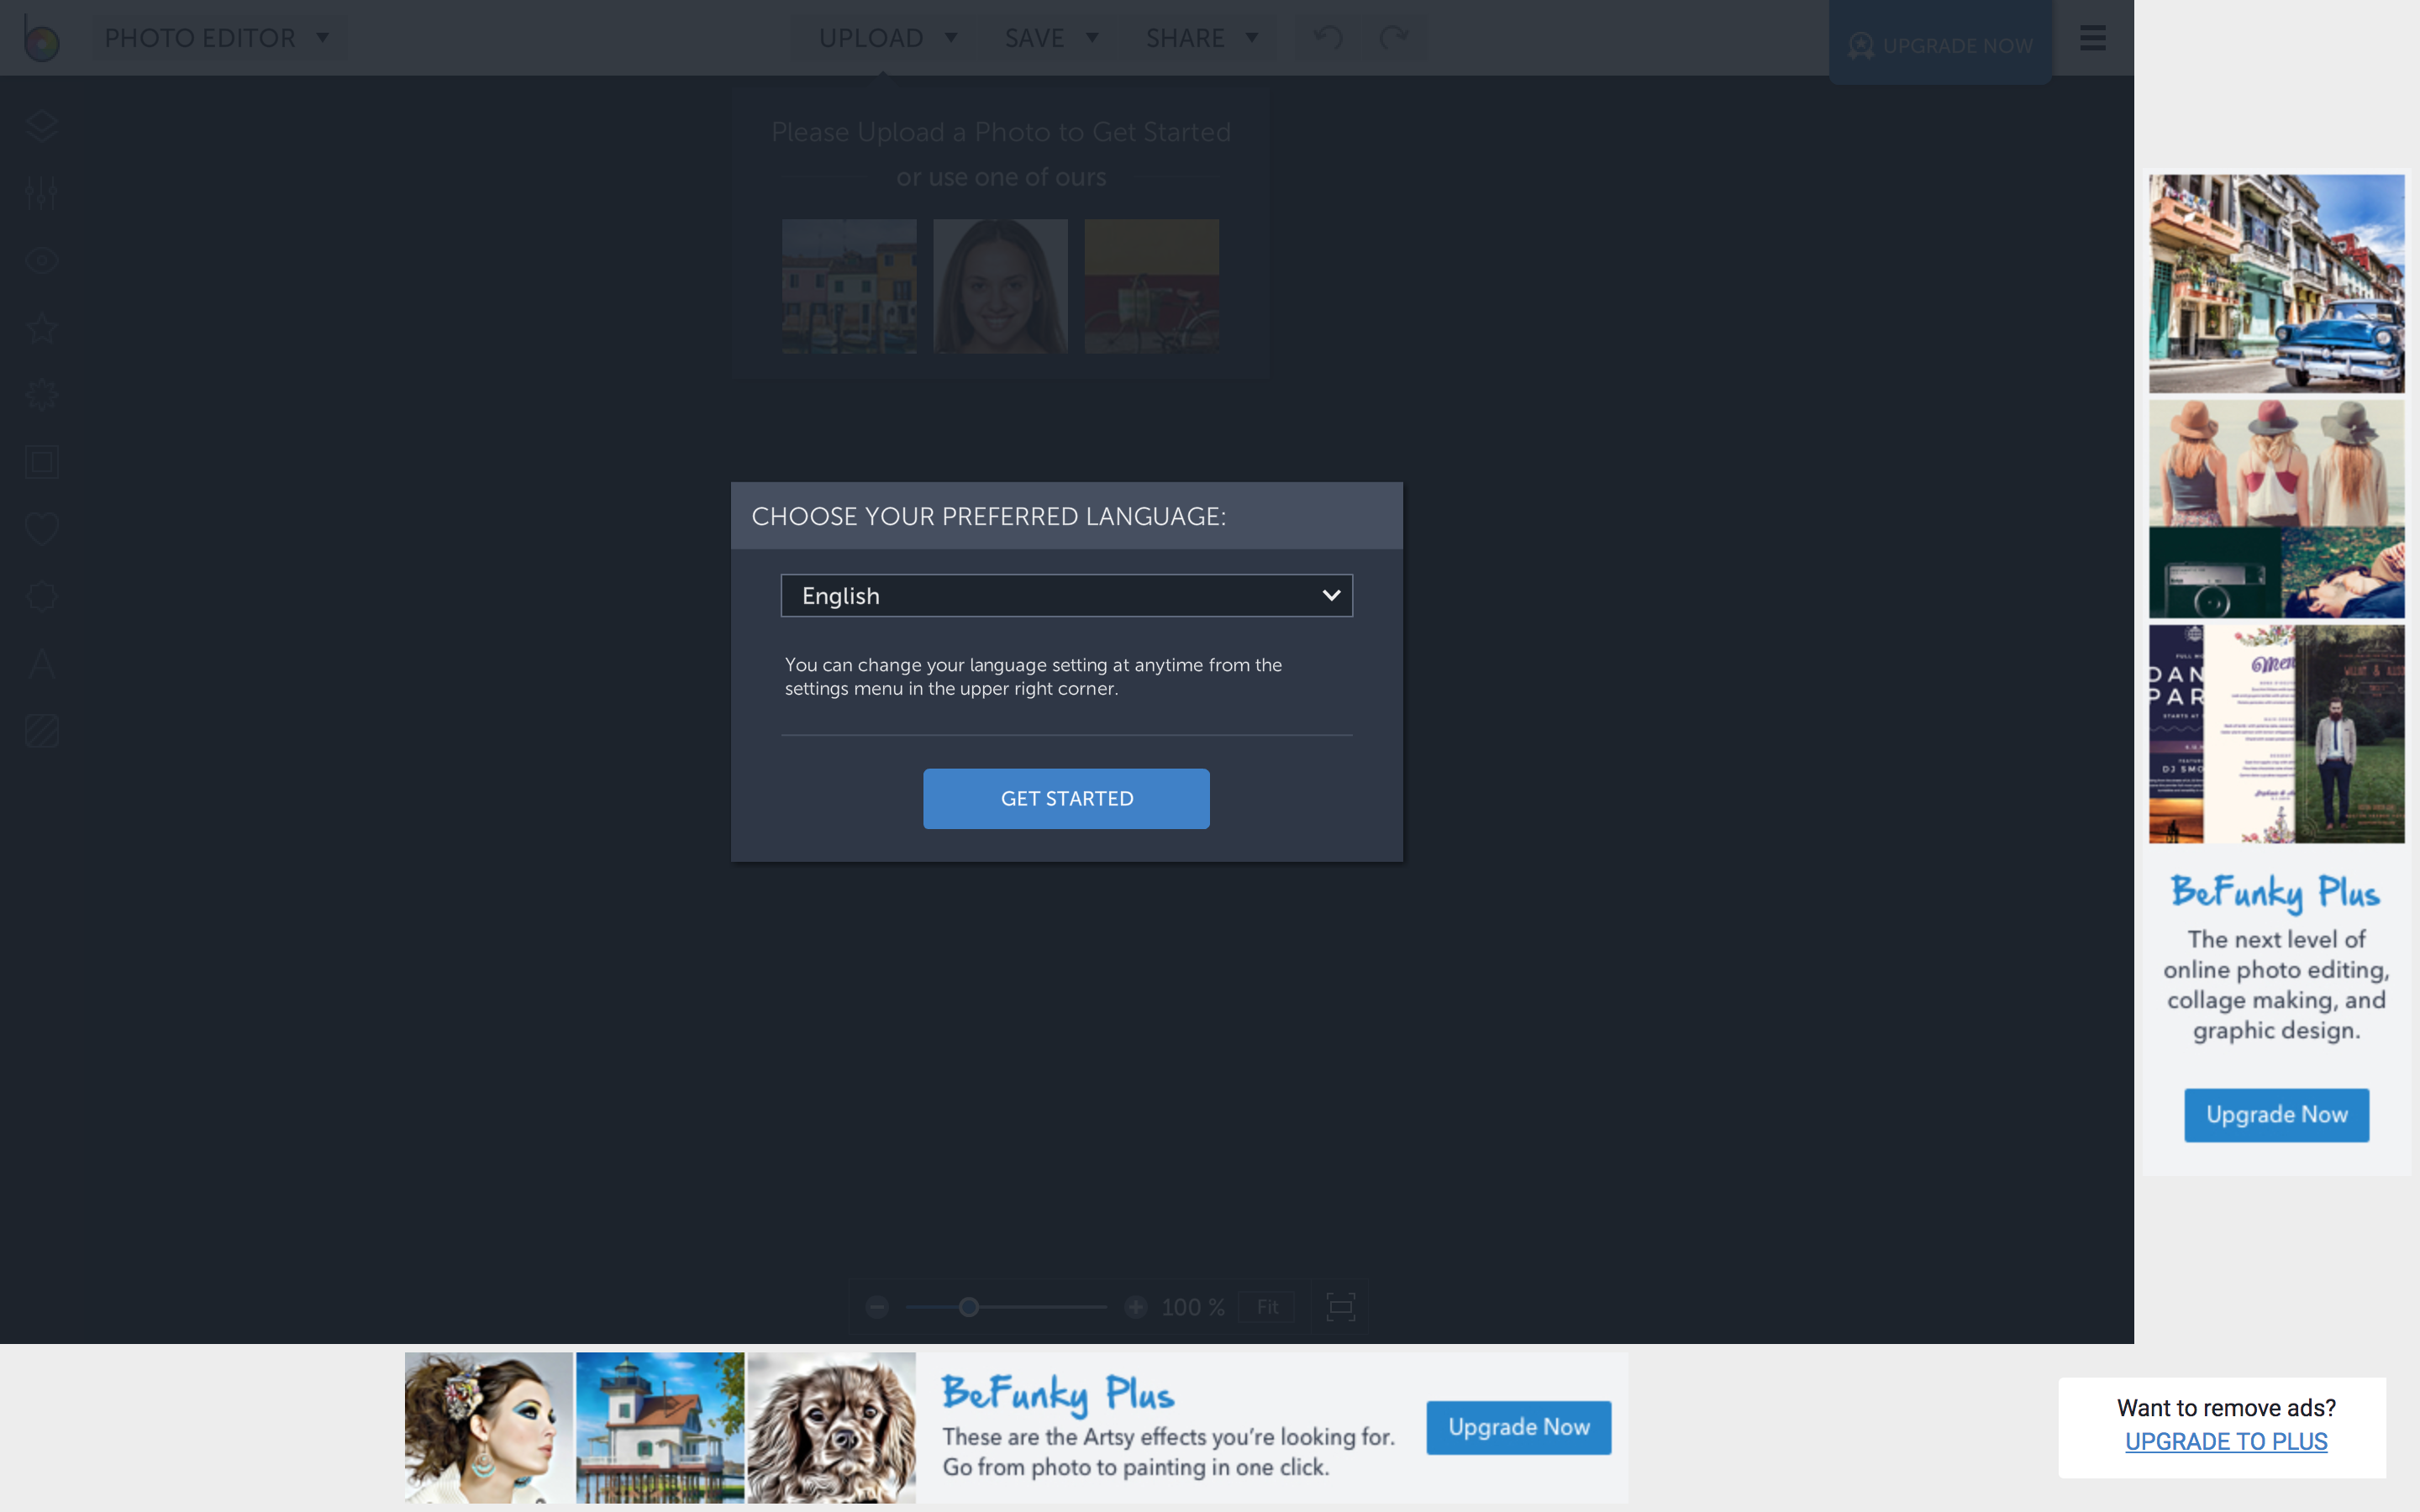 PHOTO EDITOR
UPLOAD
SAVE
SHARE
UPGRADE NOW
Please Upload a Photo to Get Started
or use one of ours
CHOOSE YOUR PREFERRED LANGUAGE:
English
You can change your language setting at anytime from the
settings menu in the upper right corner.
GET STARTED
100 %
Fit
BeFunky Plus
The next level of
online photo editing,
collage making, and
graphic design.
Upgrade Now
BeFunky Plus
These are the Artsy effects you're looking for.
Go from photo to painting in one click.
Upgrade Now
Want to remove ads?
UPGRADE TO PLUS